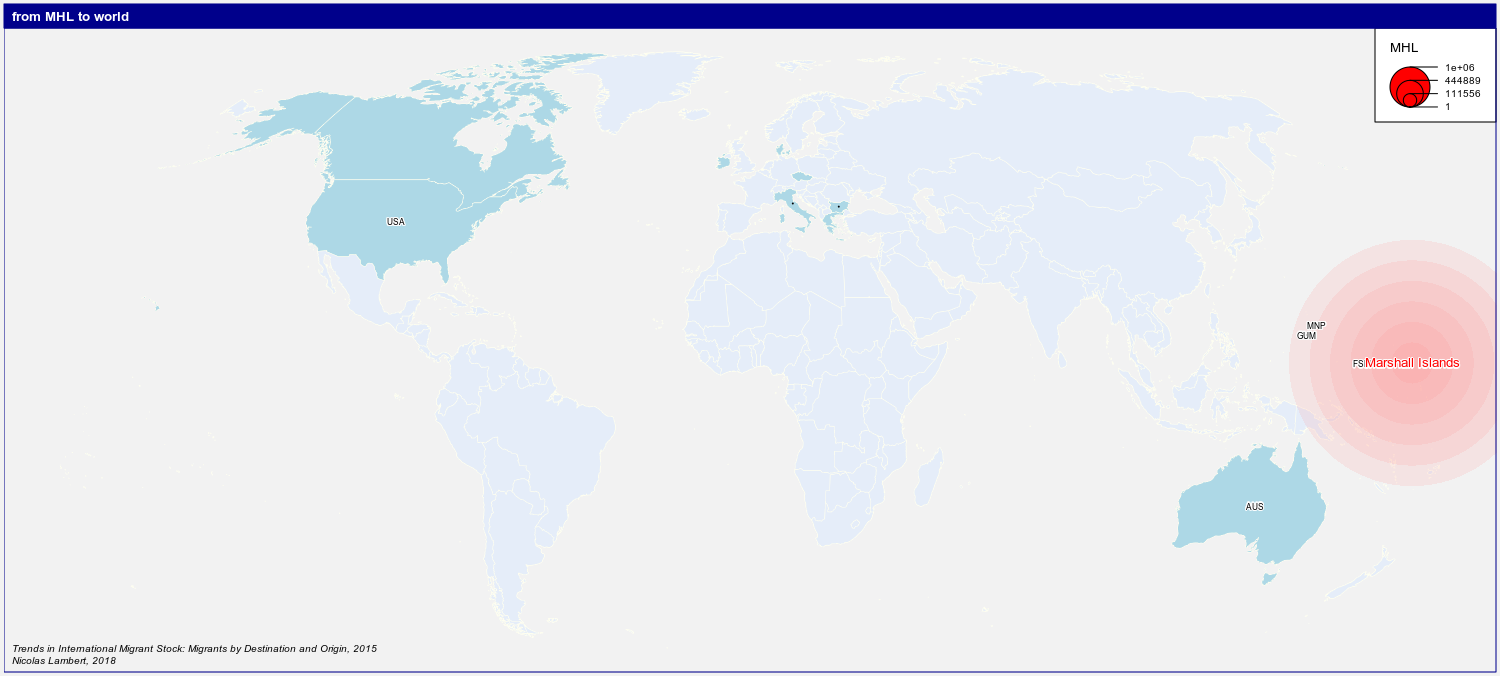 from MHL to world
MHL
1e+06
444889
111556
1
USA
MNP
GUM
FS
Marshall Islands
AUS
Trends in International Migrant Stock: Migrants by Destination and Origin, 2015
Nicolas Lambert, 2018